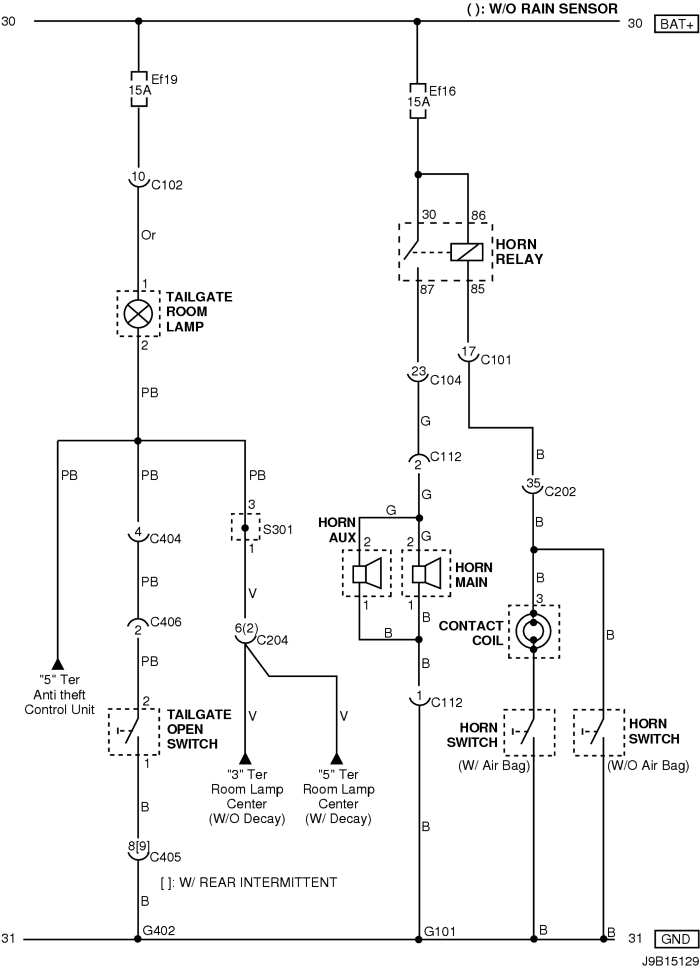 ( ): W/O RAIN SENSOR
30
30
BAT+
Ef19
15A
Ef16
15A
10
C102
Or
30
86
HORN
RELAY
87
85
1
TAILGATE
ROOM
LAMP
2
17
C101
23
C104
PB
G
C112
2
B
PB
PB
PB
35
C202
G
3
S301
1
G
B
HORN
AUX
G
4
C404
2
2
HORN
MAIN
1
1
PB
V
B
3
B
B
CONTACT
COIL
B
C406
2
6(2)
C204
PB
B
"5" Ter
Anti theft
Control Unit
2
TAILGATE
OPEN
SWITCH
1
V
V
1
C112
HORN
SWITCH
(W/ Air Bag)
HORN
SWITCH
(W/O Air Bag)
"3" Ter
Room Lamp
Center
(W/O Decay)
"5" Ter
Room Lamp
Center
(W/ Decay)
B
B
8[9]
C405
[ ]: W/ REAR INTERMITTENT
B
G402
G101
B
B
31
31
GND
J9B15129